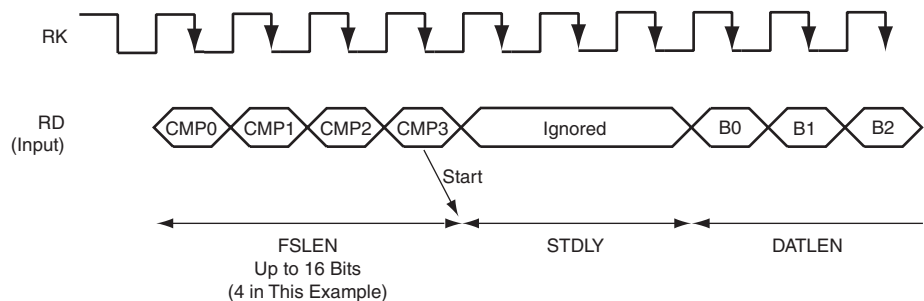 RK
RD
(Input)
CMP0 CMP1 CMP2 CMP3 Ignored B0 B1 B2
Start
FSLEN STDLY DATLEN
Up to 16 Bits
(4 in This Example)